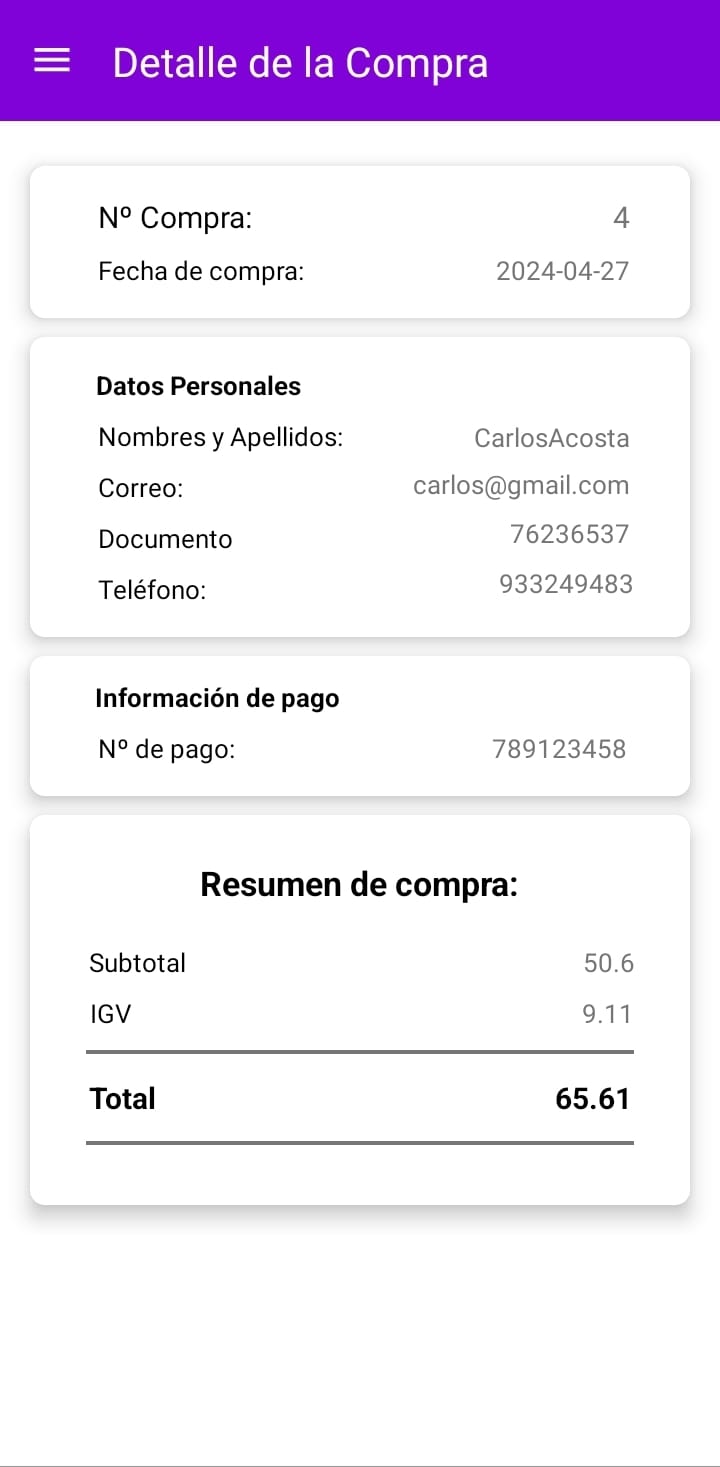 Detalle de la Compra
Nº Compra: 4
Fecha de compra: 2024-04-27
Datos Personales
Nombres y Apellidos: CarlosAcosta
Correo: carlos@gmail.com
Documento 76236537
Teléfono: 933249483
Información de pago
Nº de pago: 789123458
Resumen de compra:
Subtotal 50.6
IGV 9.11
Total 65.61